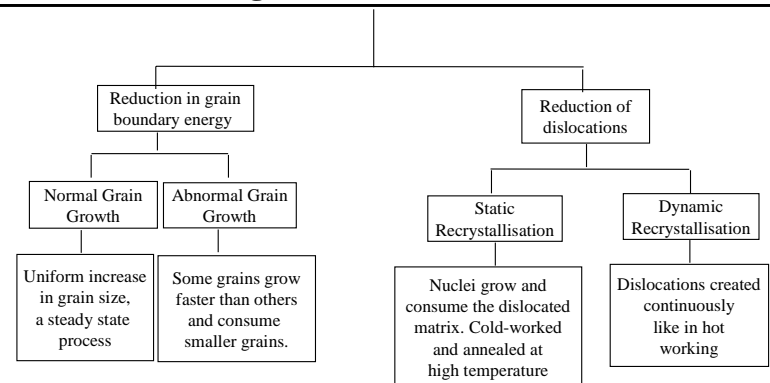 Reduction in grain
boundary energy
Reduction of
dislocations
Normal Grain
Growth
Abnormal Grain
Growth
Static
Recrystallisation
Dynamic
Recrystallisation
Uniform increase
in grain size,
a steady state
process
Some grains grow
faster than others
and consume
smaller grains.
Nuclei grow and
consume the dislocated
matrix. Cold-worked
and annealed at
high temperature
Dislocations created
continuously
like in hot
working